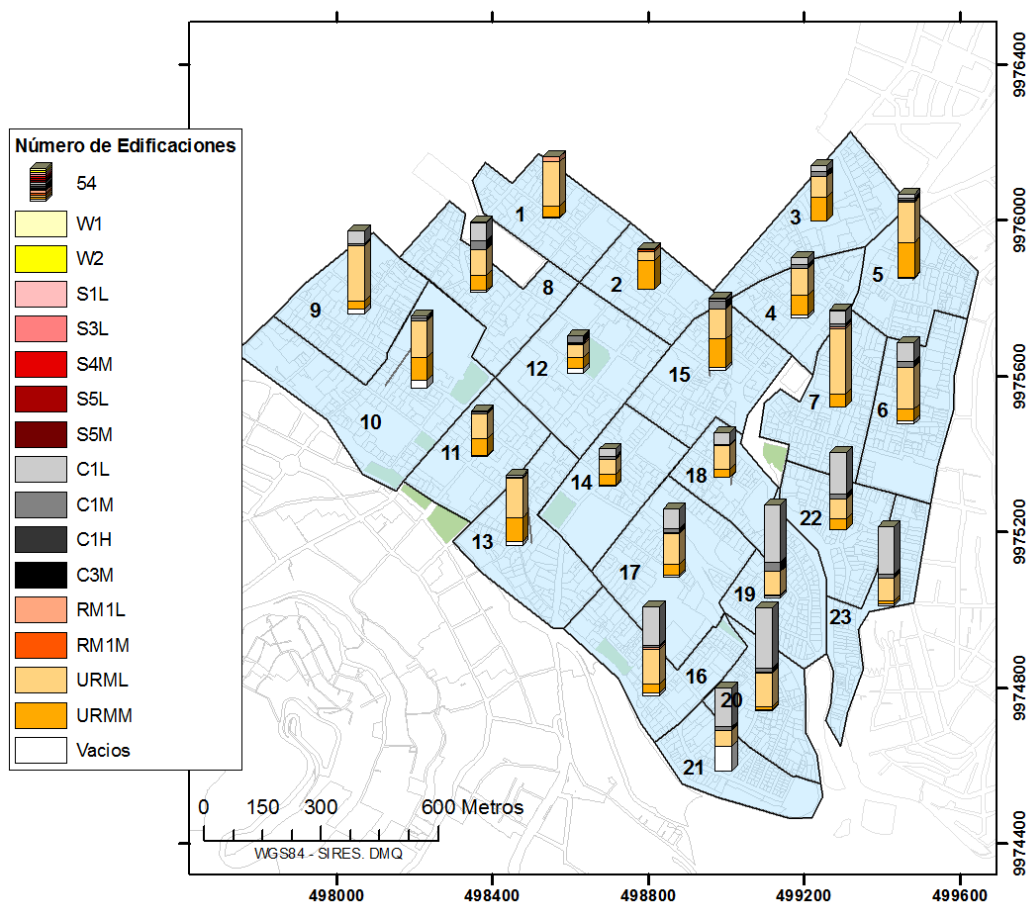 Número de Edificaciones
54
W1
W2
S1L
S3L
S4M
S5L
S5M
C1L
C1M
C1H
C3M
RM1L
RM1M
URML
URMM
Vacios
0 150 300 600 Metros
WGS84 - SIRES. DMQ
1
2
3
4
5
6
7
8
9
10
11
12
13
14
15
16
17
18
19
20
21
22
23
498000 498400 498800 499200 499600
9976400
9976000
9975600
9975200
9974800
9974400